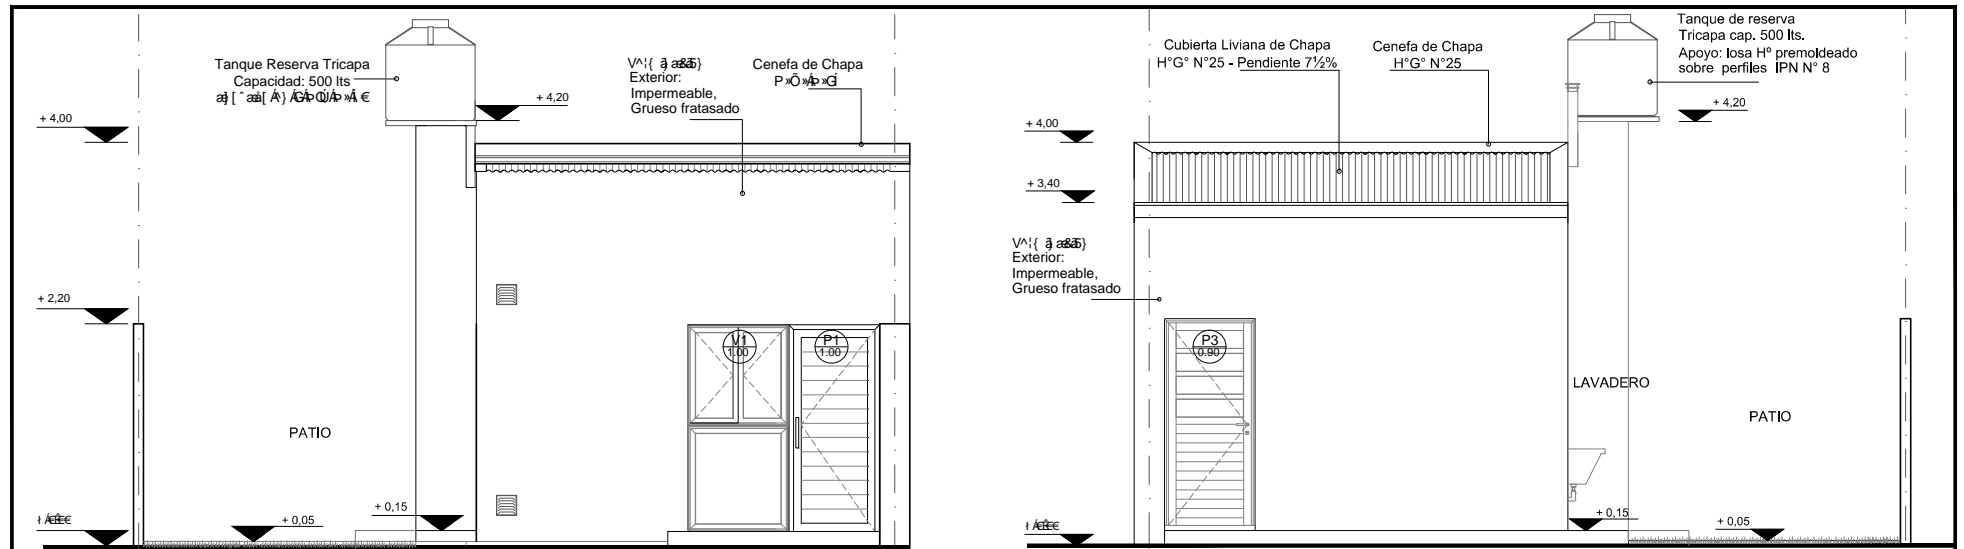 Tanque Reserva Tricapa
Capacidad: 500 lts
+ 4,20
+ 4,00
Exterior:
Impermeable,
Grueso fratasado
Cenefa de Chapa
+ 2,20
V1
1.00
P1
1.00
PATIO
+ 0,15
+ 0,05
Cubierta Liviana de Chapa
H°G° N°25 - Pendiente 7½%
Cenefa de Chapa
H°G° N°25
Tanque de reserva
Tricapa cap. 500 lts.
Apoyo: losa Hº premoldeado
sobre perfiles IPN N° 8
+ 4,20
+ 4,00
+ 3,40
Exterior:
Impermeable,
Grueso fratasado
P3
0.90
LAVADERO
PATIO
+ 0,15
+ 0,05